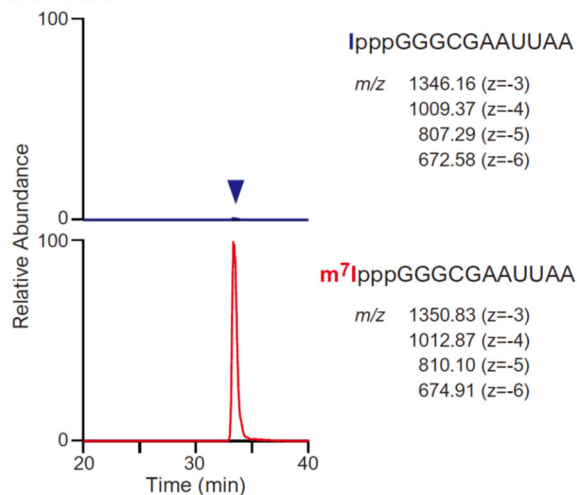 100
IpppGGGCGAAUUAA
m/z 1346.16 (z=-3)
1009.37 (z=-4)
807.29 (z=-5)
672.58 (z=-6)
0
Relative Abundance
100
m⁷IpppGGGCGAAUUAA
m/z 1350.83 (z=-3)
1012.87 (z=-4)
810.10 (z=-5)
674.91 (z=-6)
0
20 30 40
Time (min)